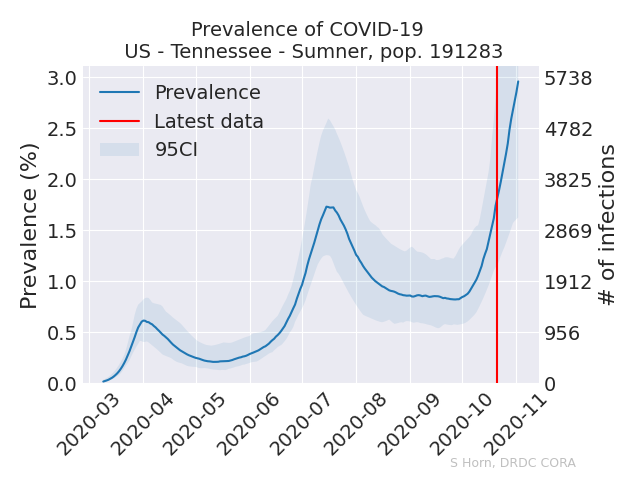 Prevalence of COVID-19
US - Tennessee - Sumner, pop. 191283
Prevalence
Latest data
95CI
Prevalence (%)
3.0
2.5
2.0
1.5
1.0
0.5
0.0
5738
4782
3825
2869
1912
956
0
# of infections
2020-03
2020-04
2020-05
2020-06
2020-07
2020-08
2020-09
2020-10
2020-11
S Horn, DRDC CORA